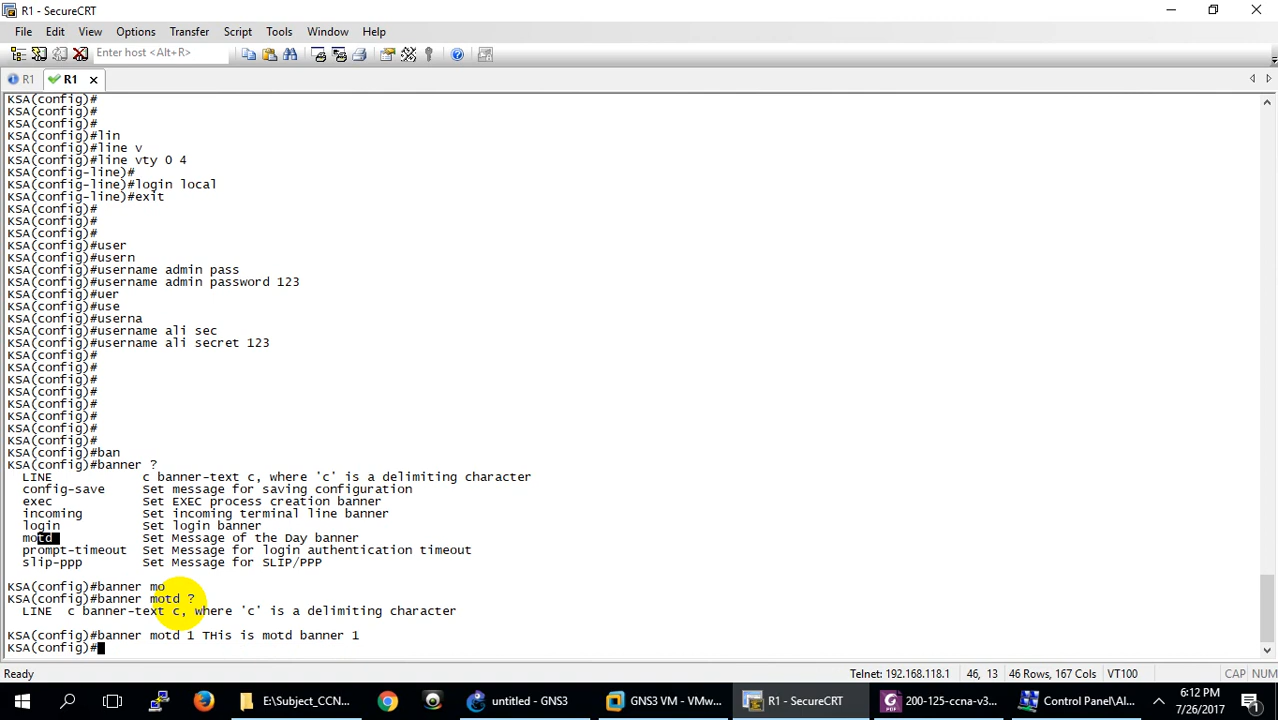 R1 - SecureCRT
File Edit View Options Transfer Script Tools Window Help
Enter host <Alt+R>
R1 R1
KSA(config)#
KSA(config)#
KSA(config)#
KSA(config)#lin
KSA(config)#line v
KSA(config)#line vty 0 4
KSA(config-line)#
KSA(config-line)#login local
KSA(config-line)#exit
KSA(config)#
KSA(config)#
KSA(config)#
KSA(config)#user
KSA(config)#usern
KSA(config)#username admin pass
KSA(config)#username admin password 123
KSA(config)#uer
KSA(config)#use
KSA(config)#userna
KSA(config)#username ali sec
KSA(config)#username ali secret 123
KSA(config)#
KSA(config)#
KSA(config)#
KSA(config)#
KSA(config)#
KSA(config)#
KSA(config)#
KSA(config)#
KSA(config)#ban
KSA(config)#banner ?
LINE c banner-text c, where 'c' is a delimiting character
config-save Set message for saving configuration
exec Set EXEC process creation banner
incoming Set incoming terminal line banner
login Set login banner
motd Set Message of the Day banner
prompt-timeout Set Message for login authentication timeout
slip-ppp Set Message for SLIP/PPP
KSA(config)#banner mo
KSA(config)#banner motd ?
LINE c banner-text c, where 'c' is a delimiting character
KSA(config)#banner motd 1 THis is motd banner 1
KSA(config)#
Ready Telnet: 192.168.118.1 46, 13 46 Rows, 167 Cols VT100 CAP NUM
E:\Subject_CCN... untitled - GNS3 GNS3 VM - VMw... R1 - SecureCRT 200-125-ccna-v3... Control Panel\Al... 6:12 PM
7/26/2017